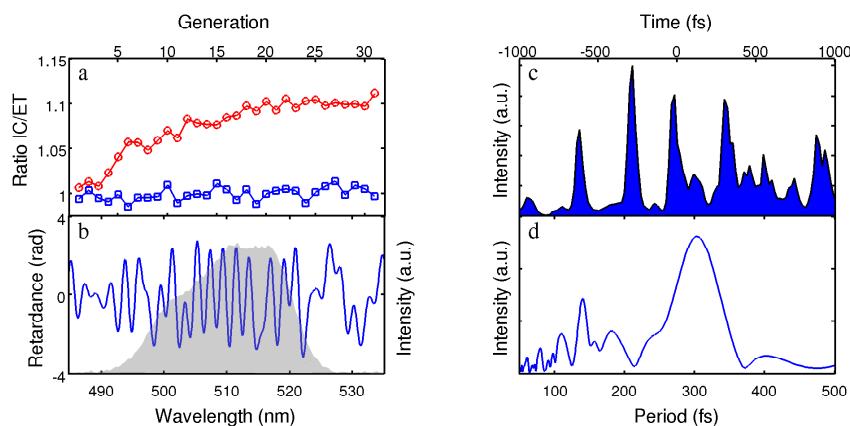 Generation
5 10 15 20 25 30
1.15
1.10
1.05
1
Ratio IC/ET
a
4
0
-4
Retardance (rad)
b
Intensity (a.u.)
490 500 510 520 530
Wavelength (nm)
Time (fs)
-1000 -500 0 500 1000
Intensity (a.u.)
c
Intensity (a.u.)
d
100 200 300 400 500
Period (fs)